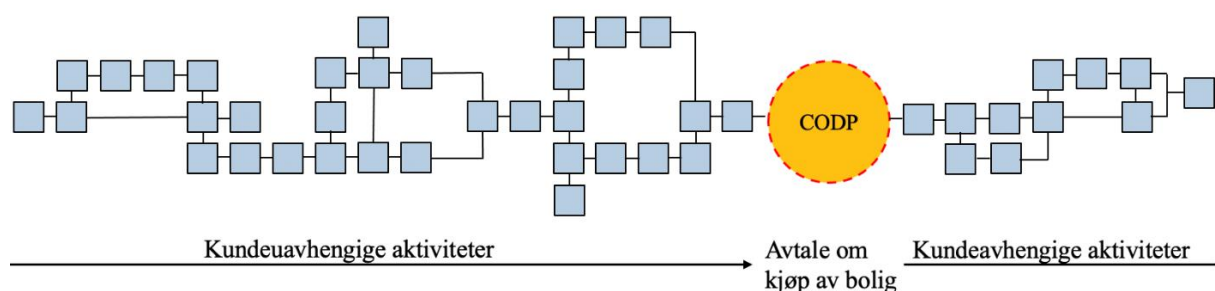 CODP
Kundeuavhengige aktiviteter
Avtale om
kjøp av bolig
Kundeavhengige aktiviteter